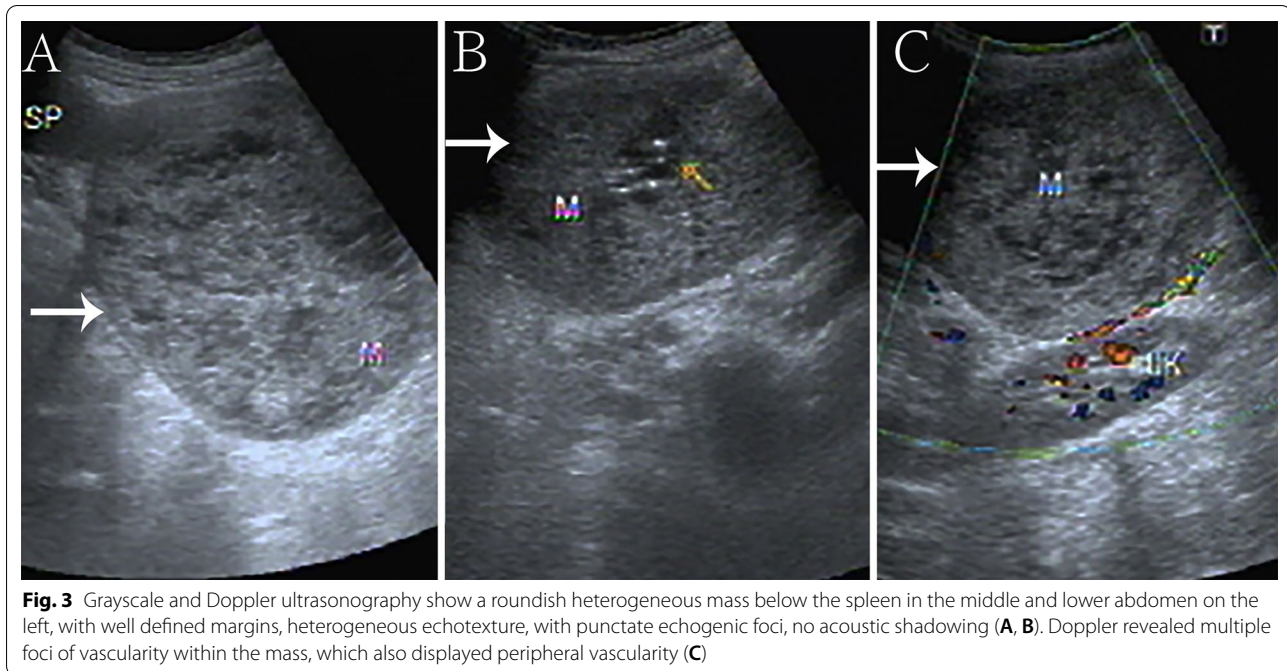 A
B
C
T
SP
M
M
M
LK
Fig. 3 Grayscale and Doppler ultrasonography show a roundish heterogeneous mass below the spleen in the middle and lower abdomen on the
left, with well defined margins, heterogeneous echotexture, with punctate echogenic foci, no acoustic shadowing (A, B). Doppler revealed multiple
foci of vascularity within the mass, which also displayed peripheral vascularity (C)